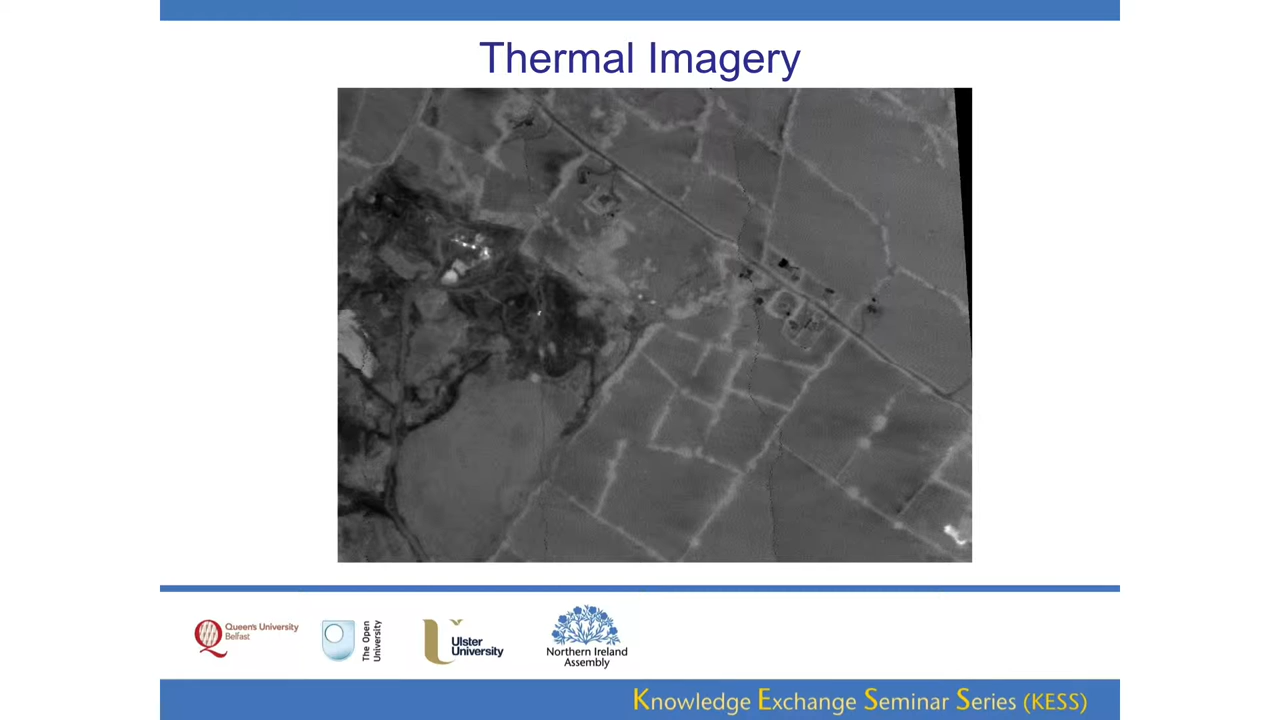 Thermal Imagery
Queen's University
Belfast
The Open
University
Ulster
University
Northern Ireland
Assembly
Knowledge Exchange Seminar Series (KESS)